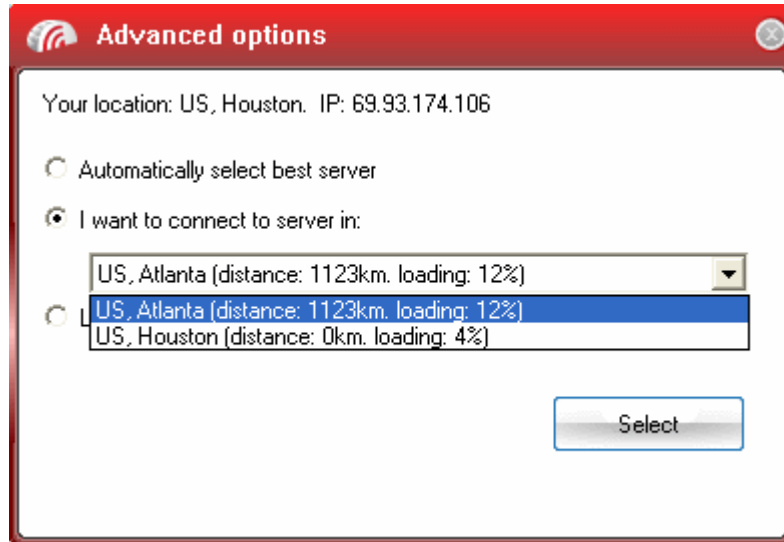 Advanced options
Your location: US, Houston. IP: 69.93.174.106
Automatically select best server
I want to connect to server in:
US, Atlanta (distance: 1123km. loading: 12%)
US, Atlanta (distance: 1123km. loading: 12%)
US, Houston (distance: 0km. loading: 4%)
Select